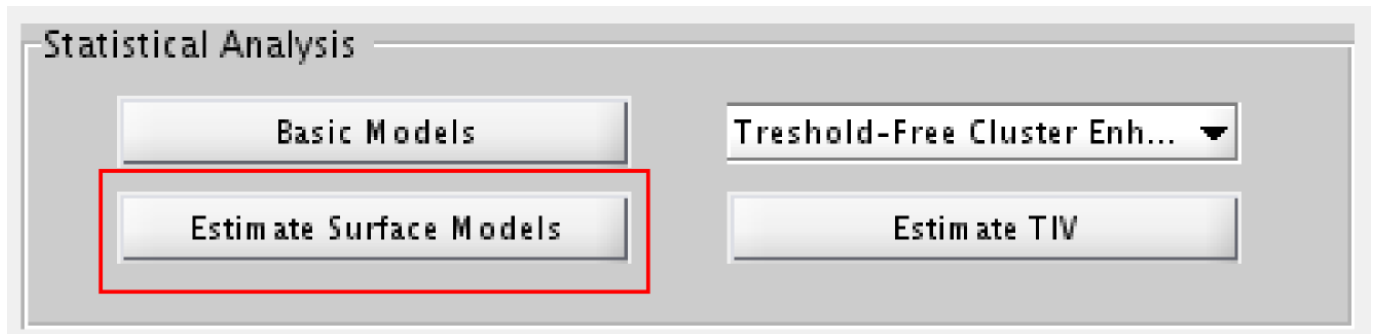 Statistical Analysis
Basic Models
Treshold-Free Cluster Enh...
Estimate Surface Models
Estimate TIV